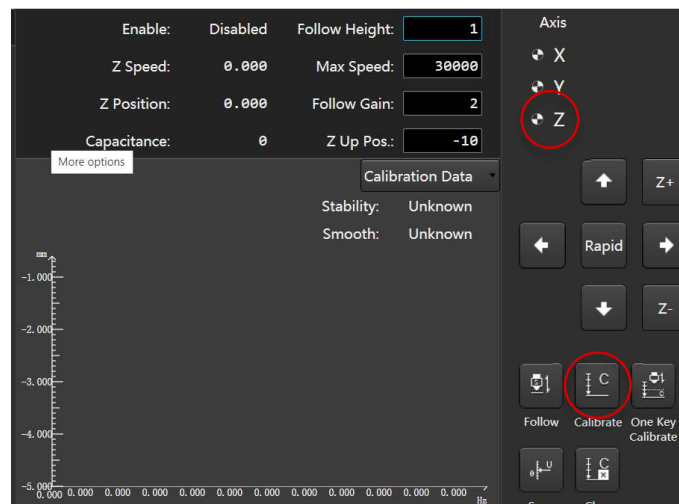 Enable: Disabled Follow Height: 1
Z Speed: 0.000 Max Speed: 30000
Z Position: 0.000 Follow Gain: 2
Capacitance: 0 Z Up Pos.: -10
More options
Calibration Data
Stability: Unknown
Smooth: Unknown
mm
-1.000
-2.000
-3.000
-4.000
-5.000
0.000 0.000 0.000 0.000 0.000 0.000 0.000 0.000 0.000 0.000 0.000
Hz
Axis
X
Y
Z
Z+
Rapid
Z-
C
Follow Calibrate One Key
Calibrate
U
C